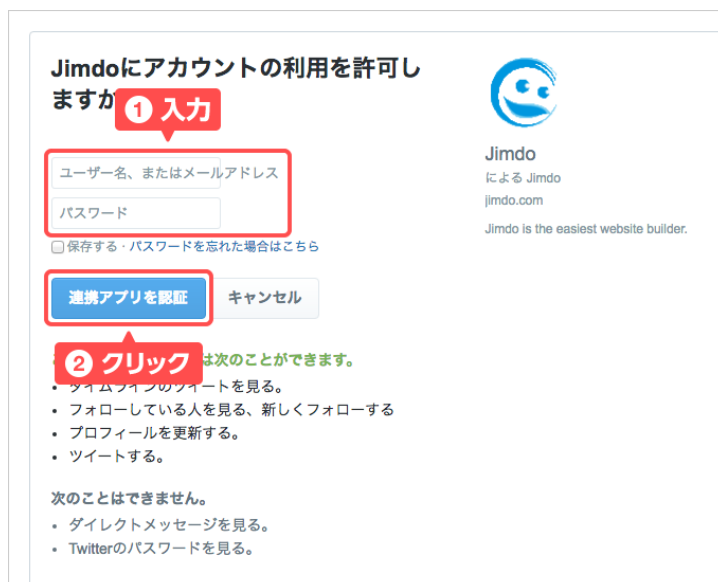 Jimdoにアカウントの利用を許可し
ますか
① 入力
ユーザー名、またはメールアドレス
パスワード
保存する · パスワードを忘れた場合はこちら
連携アプリを認証
キャンセル
② クリック
は次のことができます。
• タイムラインのツイートを見る。
• フォローしている人を見る、新しくフォローする
• プロフィールを更新する。
• ツイートする。
次のことはできません。
• ダイレクトメッセージを見る。
• Twitterのパスワードを見る。
Jimdo
による Jimdo
jimdo.com
Jimdo is the easiest website builder.